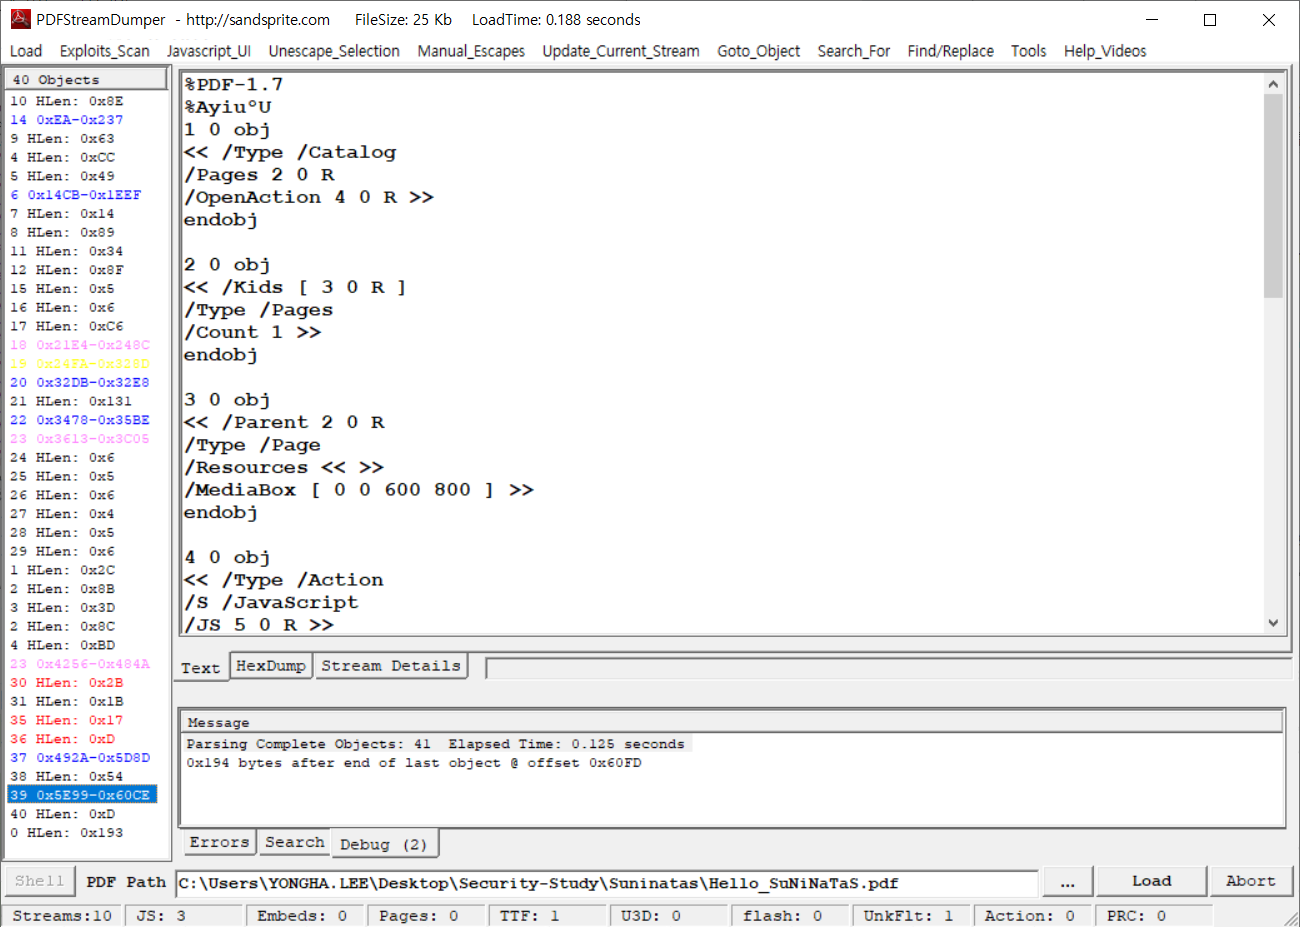 PDFStreamDumper - http://sandsprite.com FileSize: 25 Kb LoadTime: 0.188 seconds
Load Exploits_Scan Javascript_UI Unescape_Selection Manual_Escapes Update_Current_Stream Goto_Object Search_For Find/Replace Tools Help_Videos
40 Objects
10 HLen: 0x8E
14 0xEA-0x237
9 HLen: 0x63
4 HLen: 0xCC
5 HLen: 0x49
6 0x14CB-0x1EEF
7 HLen: 0x14
8 HLen: 0x89
11 HLen: 0x34
12 HLen: 0x8F
15 HLen: 0x5
16 HLen: 0x6
17 HLen: 0xC6
18 0x21E4-0x248C
19 0x24FA-0x328D
20 0x32DB-0x32E8
21 HLen: 0x131
22 0x3478-0x35BE
23 0x3613-0x3C05
24 HLen: 0x6
25 HLen: 0x5
26 HLen: 0x6
27 HLen: 0x4
28 HLen: 0x5
29 HLen: 0x6
1 HLen: 0x2C
2 HLen: 0x8B
3 HLen: 0x3D
2 HLen: 0x8C
4 HLen: 0xBD
23 0x4256-0x484A
30 HLen: 0x2B
31 HLen: 0x1B
35 HLen: 0x17
36 HLen: 0xD
37 0x492A-0x5D8D
38 HLen: 0x54
39 0x5E99-0x60CE
40 HLen: 0xD
0 HLen: 0x193
%PDF-1.7
%Ayiu°U
1 0 obj
<< /Type /Catalog
/Pages 2 0 R
/OpenAction 4 0 R >>
endobj
2 0 obj
<< /Kids [ 3 0 R ]
/Type /Pages
/Count 1 >>
endobj
3 0 obj
<< /Parent 2 0 R
/Type /Page
/Resources << >>
/MediaBox [ 0 0 600 800 ] >>
endobj
4 0 obj
<< /Type /Action
/S /JavaScript
/JS 5 0 R >>
Text HexDump Stream Details
Message
Parsing Complete Objects: 41 Elapsed Time: 0.125 seconds
0x194 bytes after end of last object @ offset 0x60FD
Errors Search Debug (2)
Shell PDF Path C:\Users\YONGHA.LEE\Desktop\Security-Study\Suninatas\Hello_SuNiNaTaS.pdf ... Load Abort
Streams:10 JS: 3 Embeds: 0 Pages: 0 TTF: 1 U3D: 0 flash: 0 UnkFlt: 1 Action: 0 PRC: 0